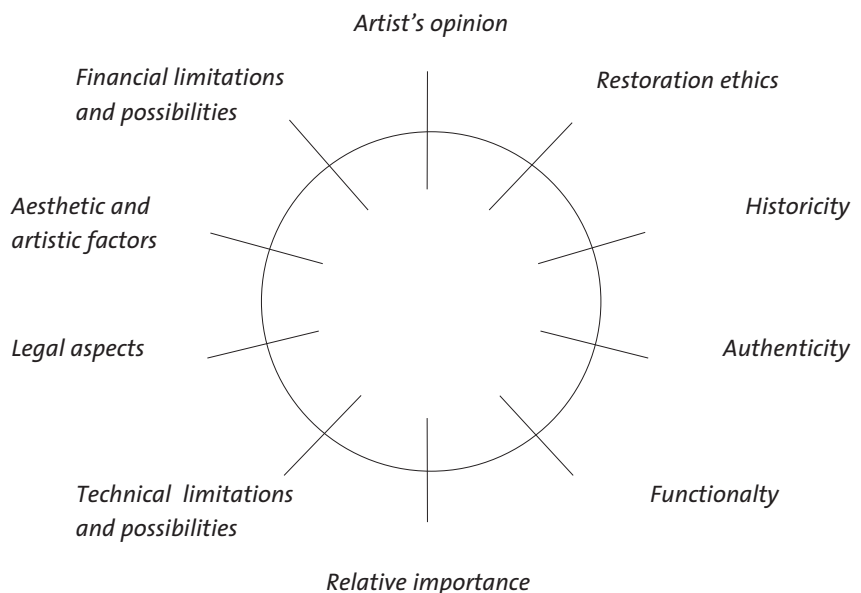 Artist’s opinion
Financial limitations
and possibilities
Restoration ethics
Aesthetic and
artistic factors
Historicity
Legal aspects
Authenticity
Technical  limitations
and possibilities
Functionalty
Relative importance